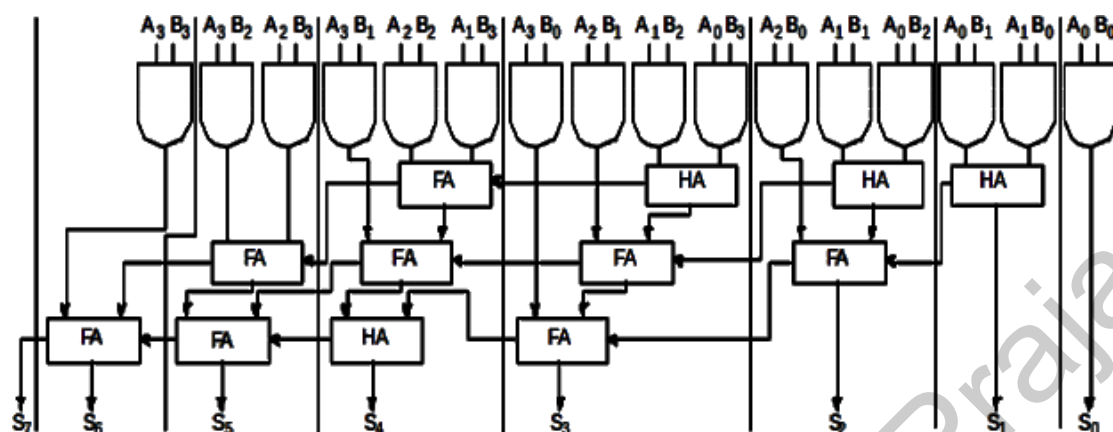 A₃ B₃ A₃ B₂ A₂ B₃ A₃ B₁ A₂ B₂ A₁ B₃ A₃ B₀ A₂ B₁ A₁ B₂ A₀ B₃ A₂ B₀ A₁ B₁ A₀ B₂ A₀ B₁ A₁ B₀ A₀ B₀
FA HA HA HA
FA FA FA FA
FA FA HA FA
S₇ S₆ S₅ S₄ S₃ S₂ S₁ S₀
Praja